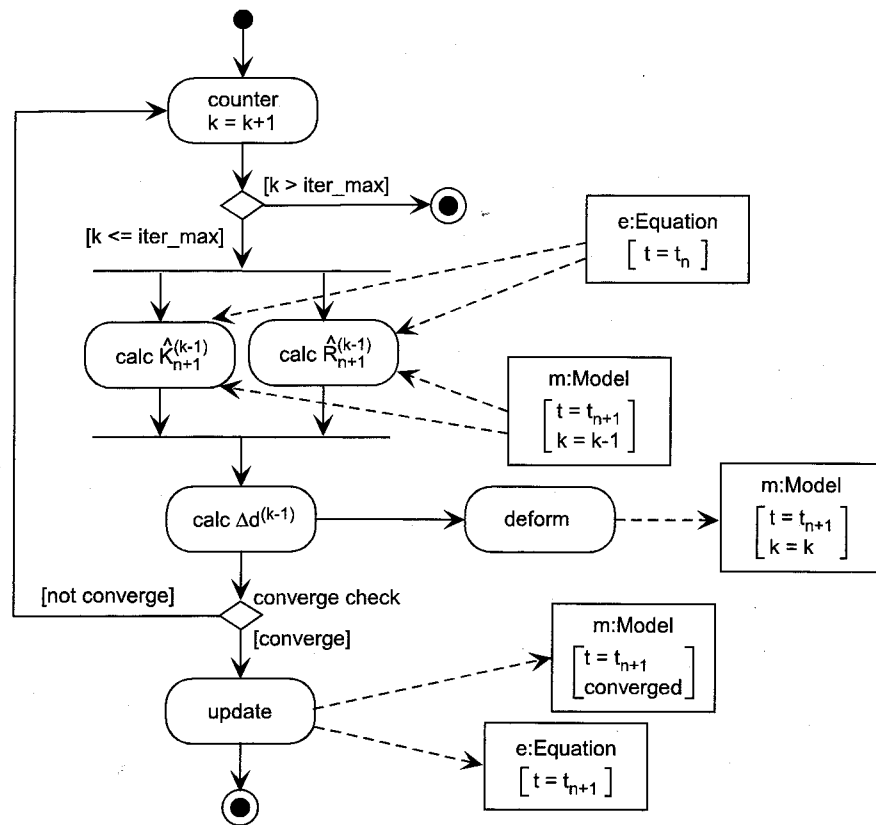 counter
k = k+1
[k > iter_max]
[k <= iter_max]
e:Equation
[ t = tₙ ]
calc K̂ₙ₊₁⁽ᵏ⁻¹⁾
calc R̂ₙ₊₁⁽ᵏ⁻¹⁾
m:Model
[ t = tₙ₊₁
k = k-1 ]
calc Δd⁽ᵏ⁻¹⁾
deform
m:Model
[ t = tₙ₊₁
k = k ]
[not converge]
converge check
[converge]
m:Model
[ t = tₙ₊₁
converged ]
update
e:Equation
[ t = tₙ₊₁ ]